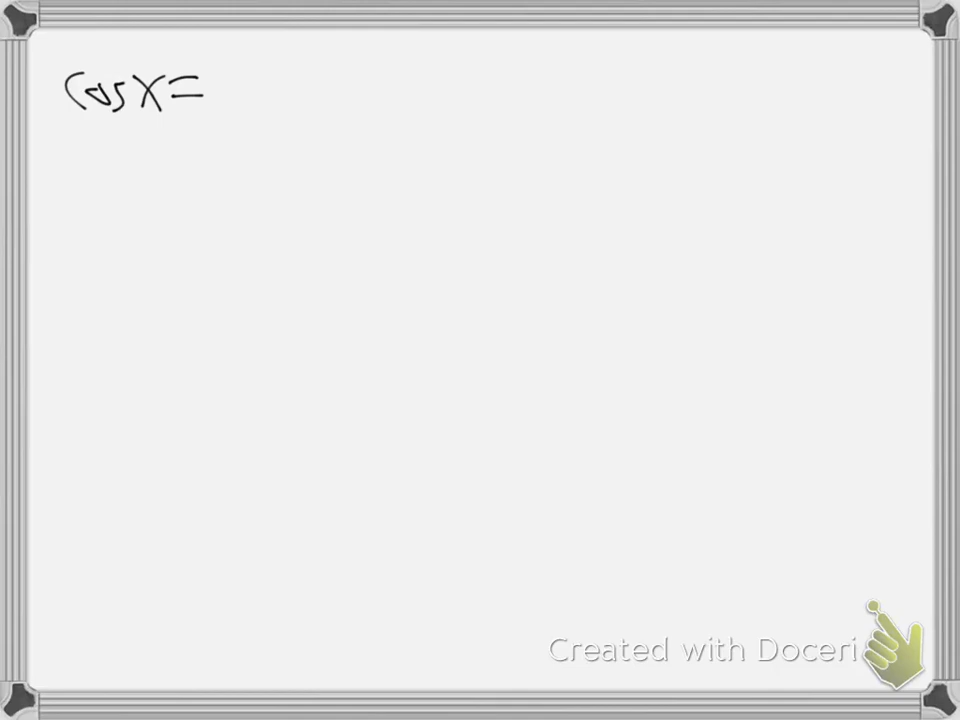 Cos x =
Created with Doceri